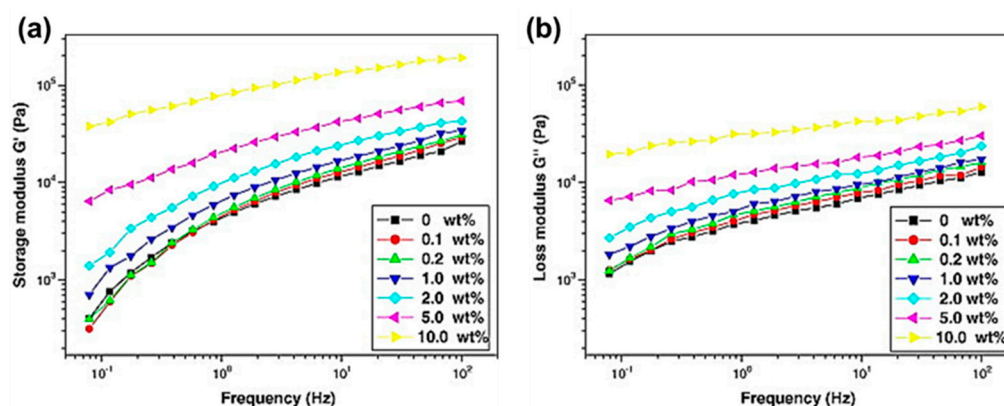 (a)
Storage modulus G' (Pa)
10^5
10^4
10^3
0 wt%
0.1 wt%
0.2 wt%
1.0 wt%
2.0 wt%
5.0 wt%
10.0 wt%
10^-1
10^0
10^1
10^2
Frequency (Hz)
(b)
Loss modulus G" (Pa)
10^5
10^4
10^3
0 wt%
0.1 wt%
0.2 wt%
1.0 wt%
2.0 wt%
5.0 wt%
10.0 wt%
10^-1
10^0
10^1
10^2
Frequency (Hz)